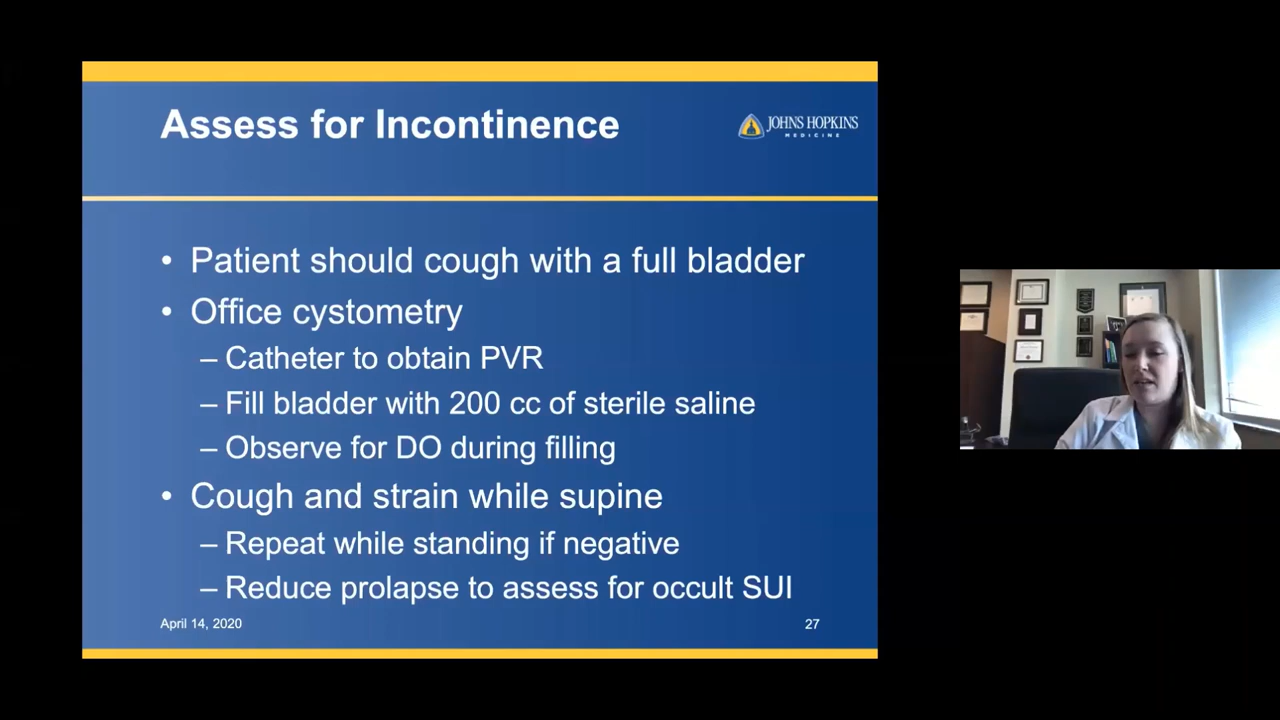 Assess for Incontinence
JOHNS HOPKINS
MEDICINE
• Patient should cough with a full bladder
• Office cystometry
– Catheter to obtain PVR
– Fill bladder with 200 cc of sterile saline
– Observe for DO during filling
• Cough and strain while supine
– Repeat while standing if negative
– Reduce prolapse to assess for occult SUI
April 14, 2020
27